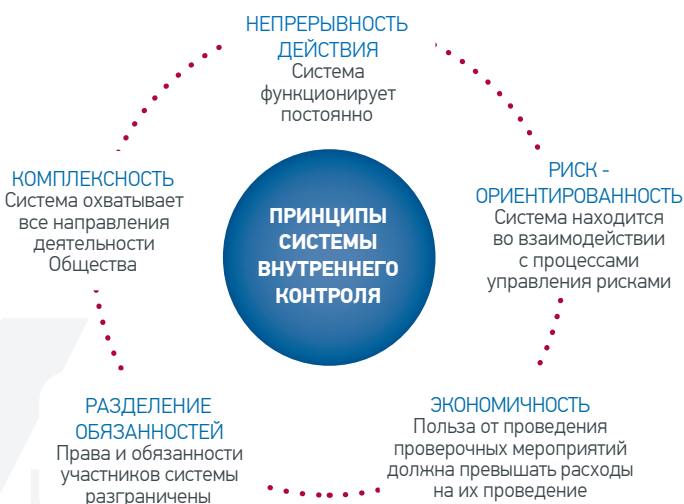 НЕПРЕРЫВНОСТЬ
ДЕЙСТВИЯ
Система
функционирует
постоянно
КОМПЛЕКСНОСТЬ
Система охватывает
все направления
деятельности
Общества
ПРИНЦИПЫ
СИСТЕМЫ
ВНУТРЕННЕГО
КОНТРОЛЯ
РИСК -
ОРИЕНТИРОВАННОСТЬ
Система находится
во взаимодействии
с процессами
управления рисками
РАЗДЕЛЕНИЕ
ОБЯЗАННОСТЕЙ
Права и обязанности
участников системы
разграничены
ЭКОНОМИЧНОСТЬ
Польза от проведения
проверочных мероприятий
должна превышать расходы
на их проведение